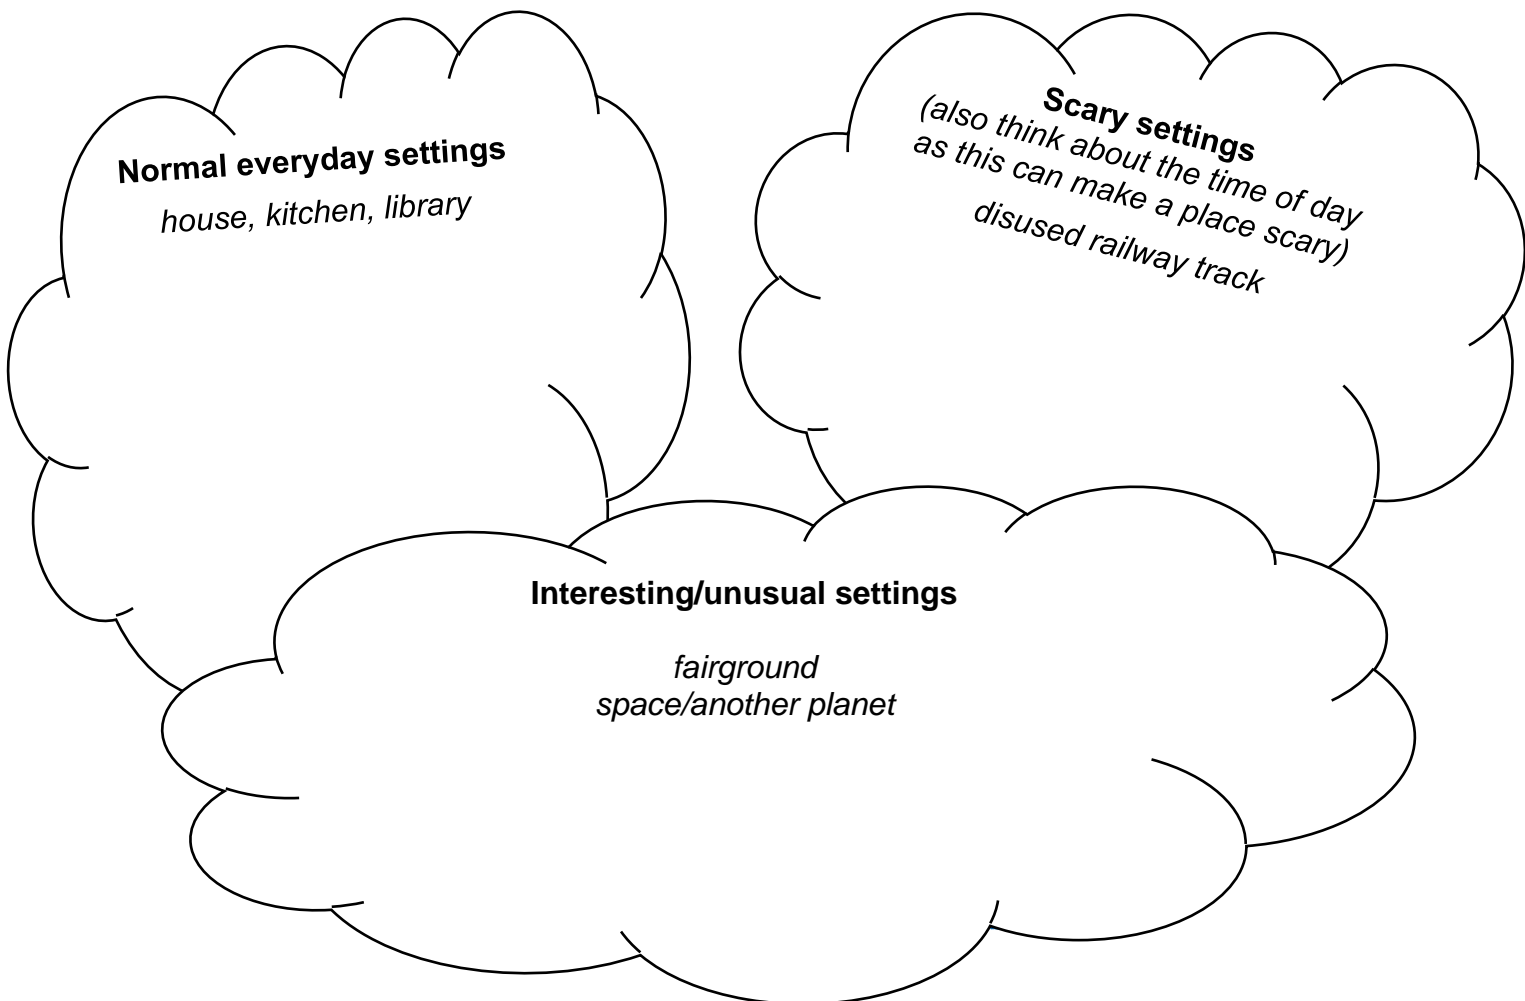 Normal everyday settings
house, kitchen, library
Scary settings
(also think about the time of day
as this can make a place scary)
disused railway track
Interesting/unusual settings
fairground
space/another planet